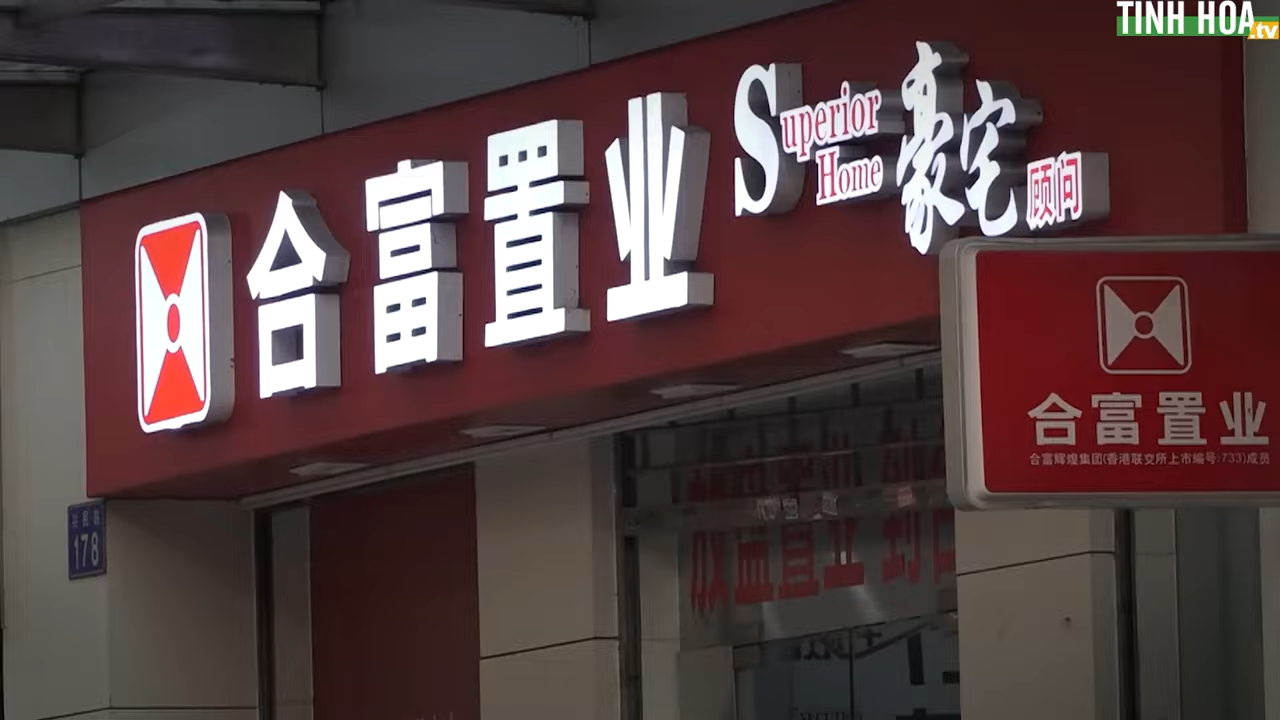 TINH HOA
.tv
合富置业
Superior
Home
豪宅
顾问
合富置业
合富辉煌集团(香港联交所上市编号:733)成员
178